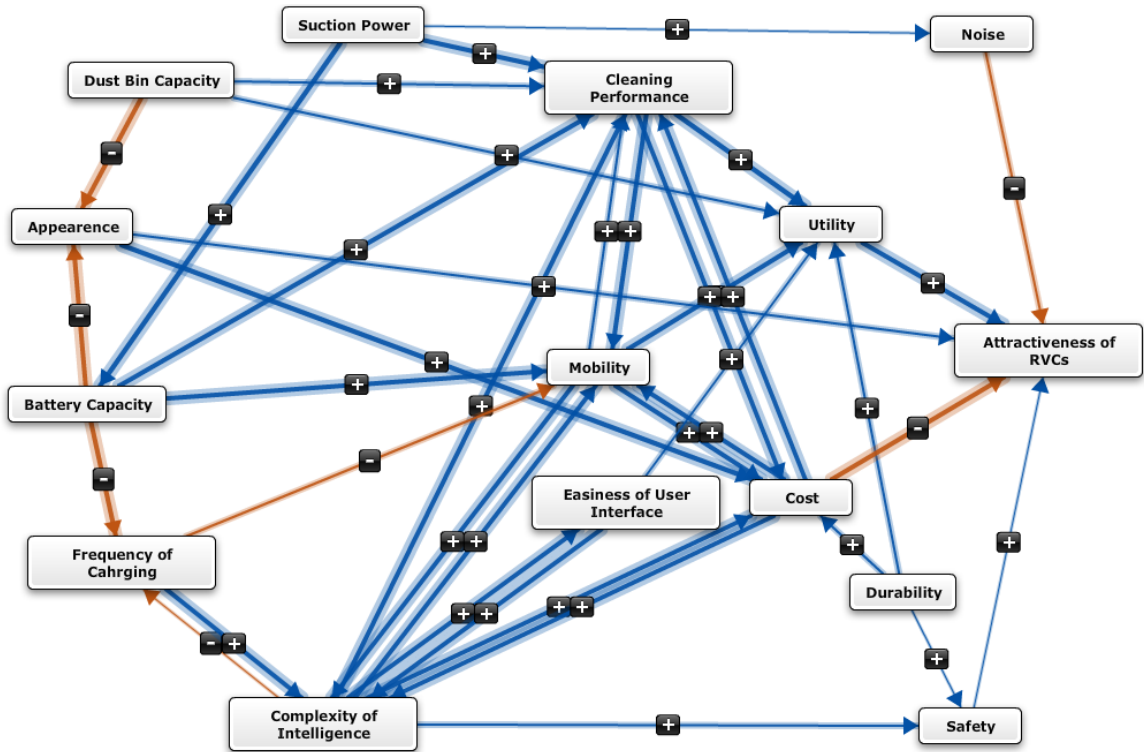 Suction Power
+
Noise
Dust Bin Capacity
+
+
Cleaning
Performance
-
+
+
Appearence
+
+
+
+
Utility
-
-
+
+
+
+
+
Attractiveness of
RVCs
Battery Capacity
+
+
Mobility
+
+
+
+
+
-
-
-
Easiness of User
Interface
Cost
Frequency of
Cahrging
+
+
+
+
Durability
-
+
+
+
+
+
+
Complexity of
Intelligence
+
Safety